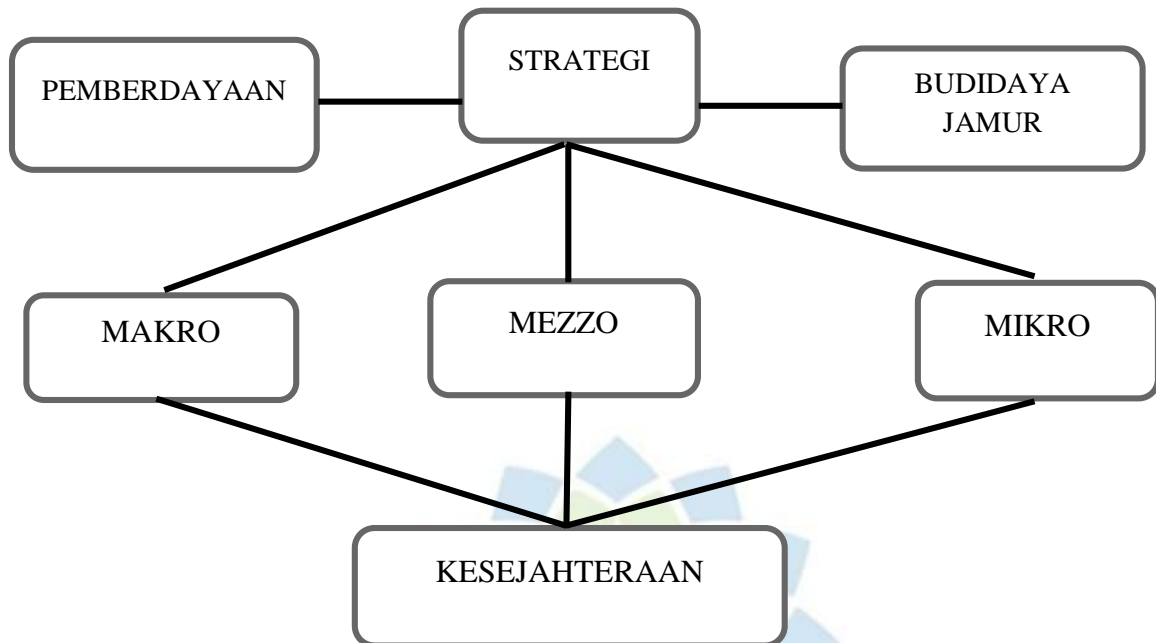 STRATEGI
PEMBERDAYAAN
BUDIDAYA
JAMUR
MAKRO
MEZZO
MIKRO
KESEJAHTERAAN